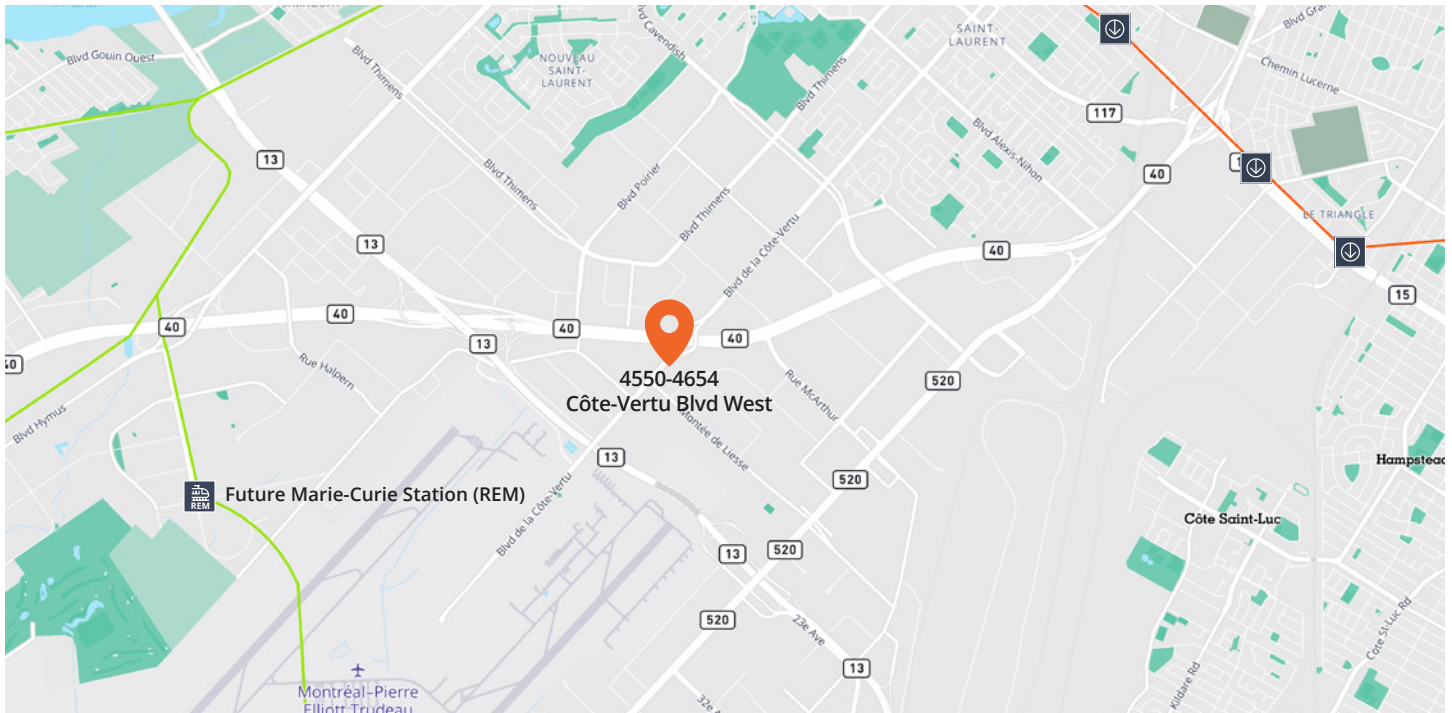 SAINT-
LAURENT
Blvd Gouin Ouest
Blvd Thimens
Blvd Cavendish
NOUVEAU
SAINT-
LAURENT
Blvd Thimens
Chemin Lucerne
117
Blvd Alexis-Nihon
13
40
Blvd Thimens
Blvd Poirier
Blvd Thimens
LE TRIANGLE
Blvd de la Côte-Vertu
13
40
15
40
40
40
40
40
13
Rue Halpern
4550-4654
Côte-Vertu Blvd West
Rue McArthur
520
Blvd Hymus
Montée de Liesse
Hampstead
13
520
REM
Future Marie-Curie Station (REM)
Blvd de la Côte-Vertu
Côte Saint-Luc
13
520
520
23e Ave
Cote St-Luc Rd
13
Kildare Rd
Montréal-Pierre
Elliott Trudeau
32e